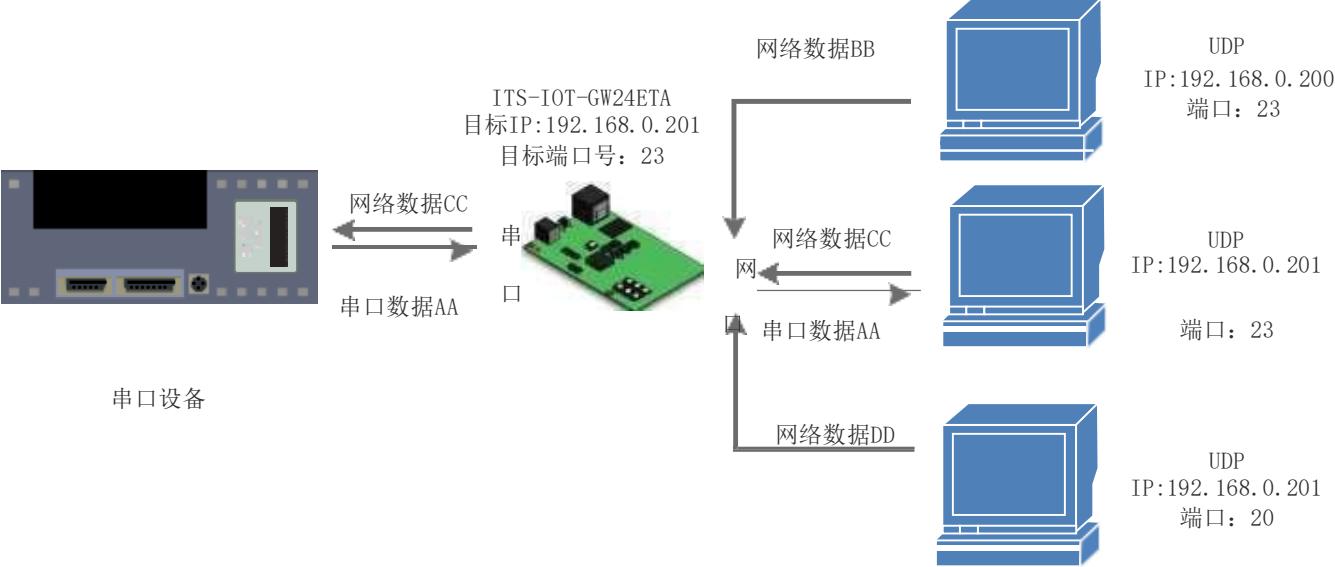 网络数据BB
UDP
IP:192.168.0.200
端口：23
ITS-IOT-GW24ETA
目标IP:192.168.0.201
目标端口号：23
网络数据CC
串口数据AA
串
口
网
口
网络数据CC
串口数据AA
UDP
IP:192.168.0.201
端口：23
串口设备
网络数据DD
UDP
IP:192.168.0.201
端口：20